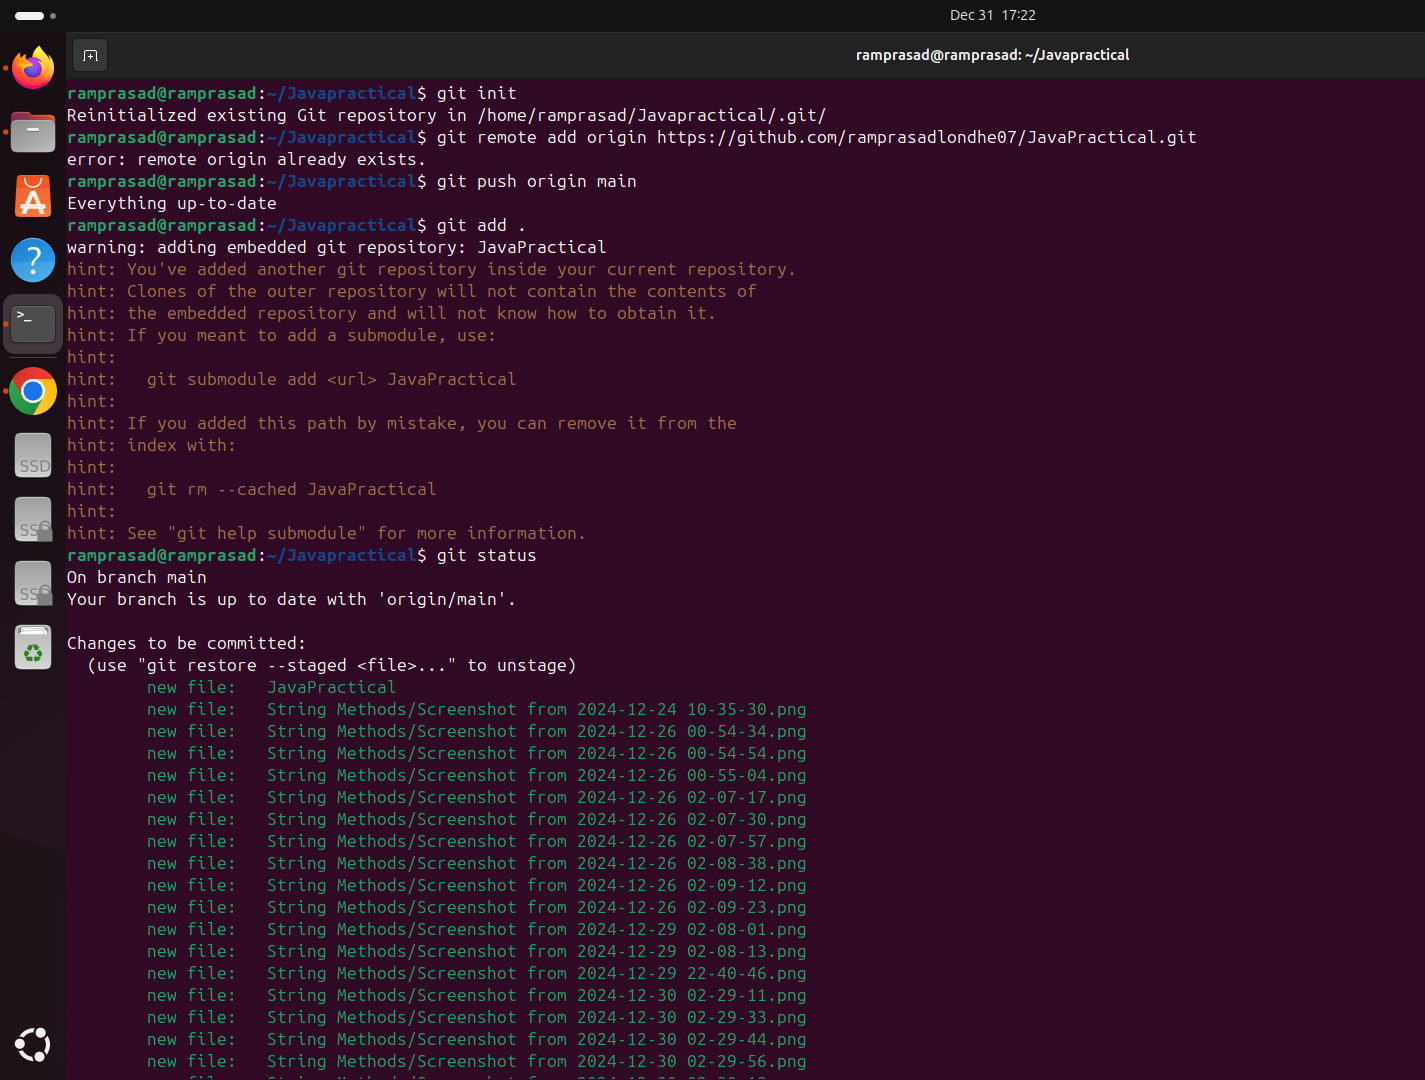 Dec 31 17:22
ramprasad@ramprasad: ~/Javapractical
ramprasad@ramprasad:~/Javapractical$ git init
Reinitialized existing Git repository in /home/ramprasad/Javapractical/.git/
ramprasad@ramprasad:~/Javapractical$ git remote add origin https://github.com/ramprasadlondhe07/JavaPractical.git
error: remote origin already exists.
ramprasad@ramprasad:~/Javapractical$ git push origin main
Everything up-to-date
ramprasad@ramprasad:~/Javapractical$ git add .
warning: adding embedded git repository: JavaPractical
hint: You've added another git repository inside your current repository.
hint: Clones of the outer repository will not contain the contents of
hint: the embedded repository and will not know how to obtain it.
hint: If you meant to add a submodule, use:
hint:
hint:   git submodule add <url> JavaPractical
hint:
hint: If you added this path by mistake, you can remove it from the
hint: index with:
hint:
hint:   git rm --cached JavaPractical
hint:
hint: See "git help submodule" for more information.
ramprasad@ramprasad:~/Javapractical$ git status
On branch main
Your branch is up to date with 'origin/main'.
Changes to be committed:
  (use "git restore --staged <file>..." to unstage)
new file:   JavaPractical
new file:   String Methods/Screenshot from 2024-12-24 10-35-30.png
new file:   String Methods/Screenshot from 2024-12-26 00-54-34.png
new file:   String Methods/Screenshot from 2024-12-26 00-54-54.png
new file:   String Methods/Screenshot from 2024-12-26 00-55-04.png
new file:   String Methods/Screenshot from 2024-12-26 02-07-17.png
new file:   String Methods/Screenshot from 2024-12-26 02-07-30.png
new file:   String Methods/Screenshot from 2024-12-26 02-07-57.png
new file:   String Methods/Screenshot from 2024-12-26 02-08-38.png
new file:   String Methods/Screenshot from 2024-12-26 02-09-12.png
new file:   String Methods/Screenshot from 2024-12-26 02-09-23.png
new file:   String Methods/Screenshot from 2024-12-29 02-08-01.png
new file:   String Methods/Screenshot from 2024-12-29 02-08-13.png
new file:   String Methods/Screenshot from 2024-12-29 22-40-46.png
new file:   String Methods/Screenshot from 2024-12-30 02-29-11.png
new file:   String Methods/Screenshot from 2024-12-30 02-29-33.png
new file:   String Methods/Screenshot from 2024-12-30 02-29-44.png
new file:   String Methods/Screenshot from 2024-12-30 02-29-56.png
SSD